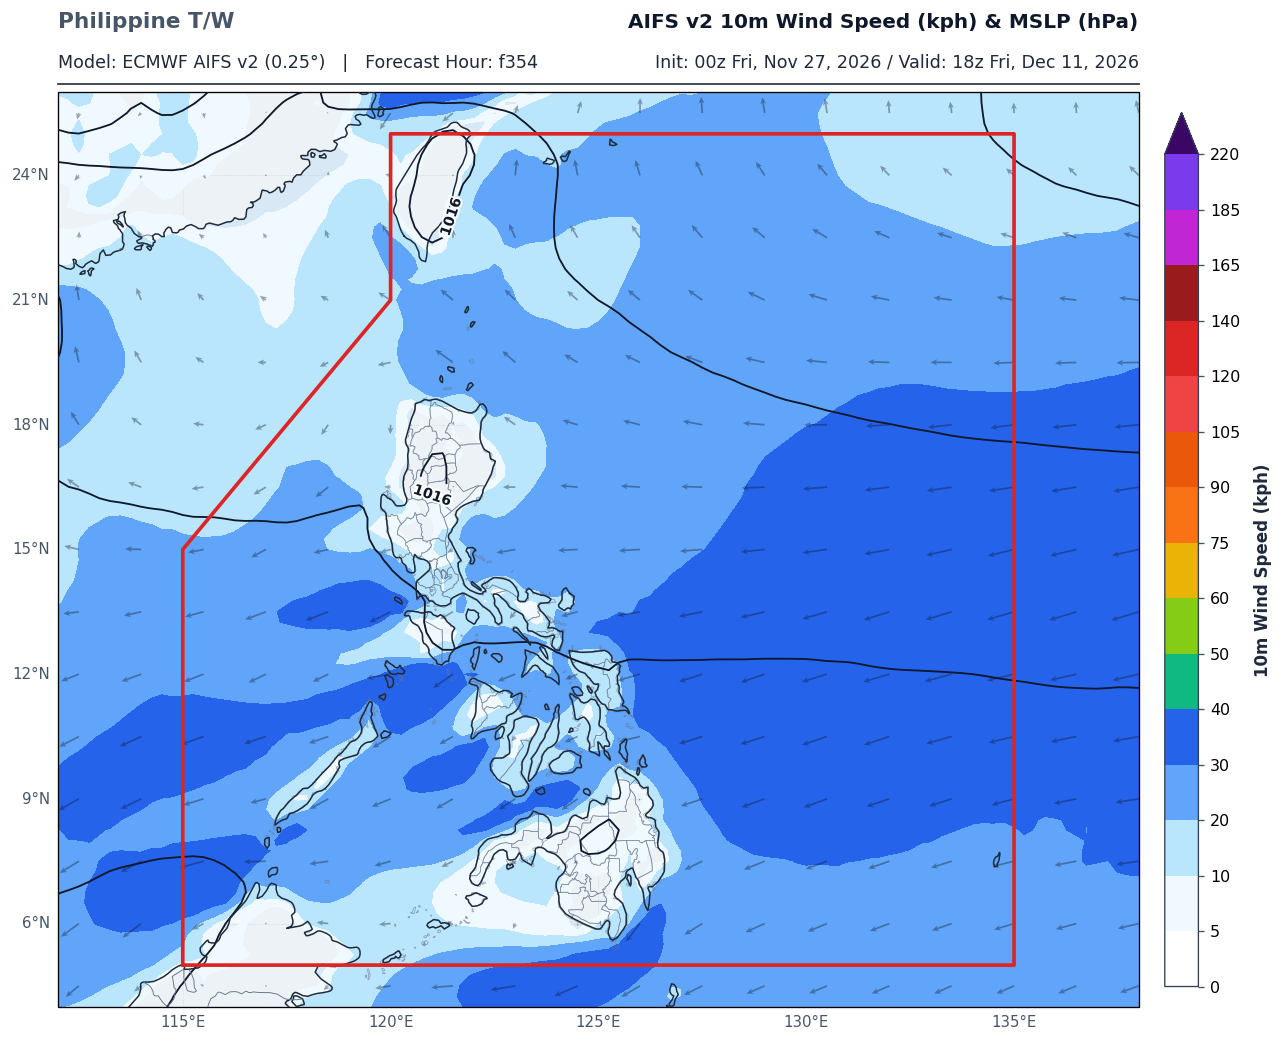 Philippine T/W
AIFS v2 10m Wind Speed (kph) & MSLP (hPa)
Model: ECMWF AIFS v2 (0.25°) | Forecast Hour: f354
Init: 00z Fri, Nov 27, 2026 / Valid: 18z Fri, Dec 11, 2026
24°N
21°N
18°N
15°N
12°N
9°N
6°N
1016
1016
115°E
120°E
125°E
130°E
135°E
220
185
165
140
120
105
90
75
60
50
40
30
20
10
5
0
10m Wind Speed (kph)